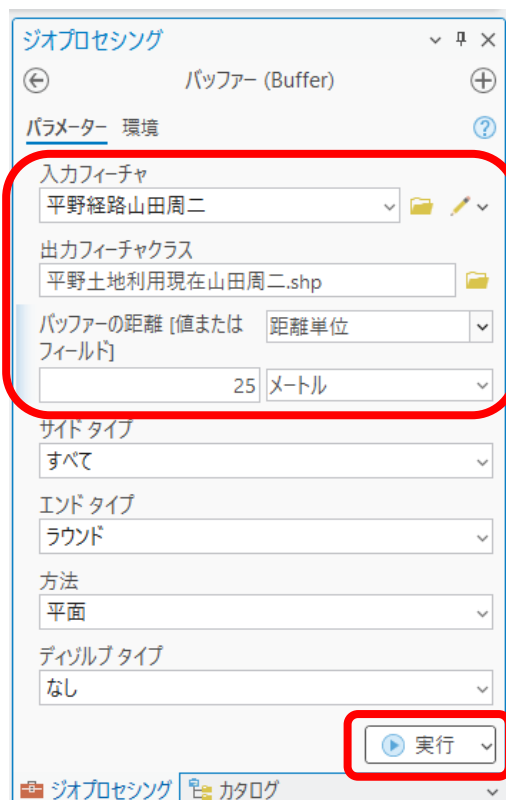 ジオプロセシング
バッファー (Buffer)
パラメーター 環境
入力フィーチャ
平野経路山田周二
出力フィーチャクラス
平野土地利用現在山田周二.shp
バッファーの距離 [値または
フィールド]
距離単位
25 メートル
サイド タイプ
すべて
エンド タイプ
ラウンド
方法
平面
ディゾルブ タイプ
なし
実行
ジオプロセシング カタログ